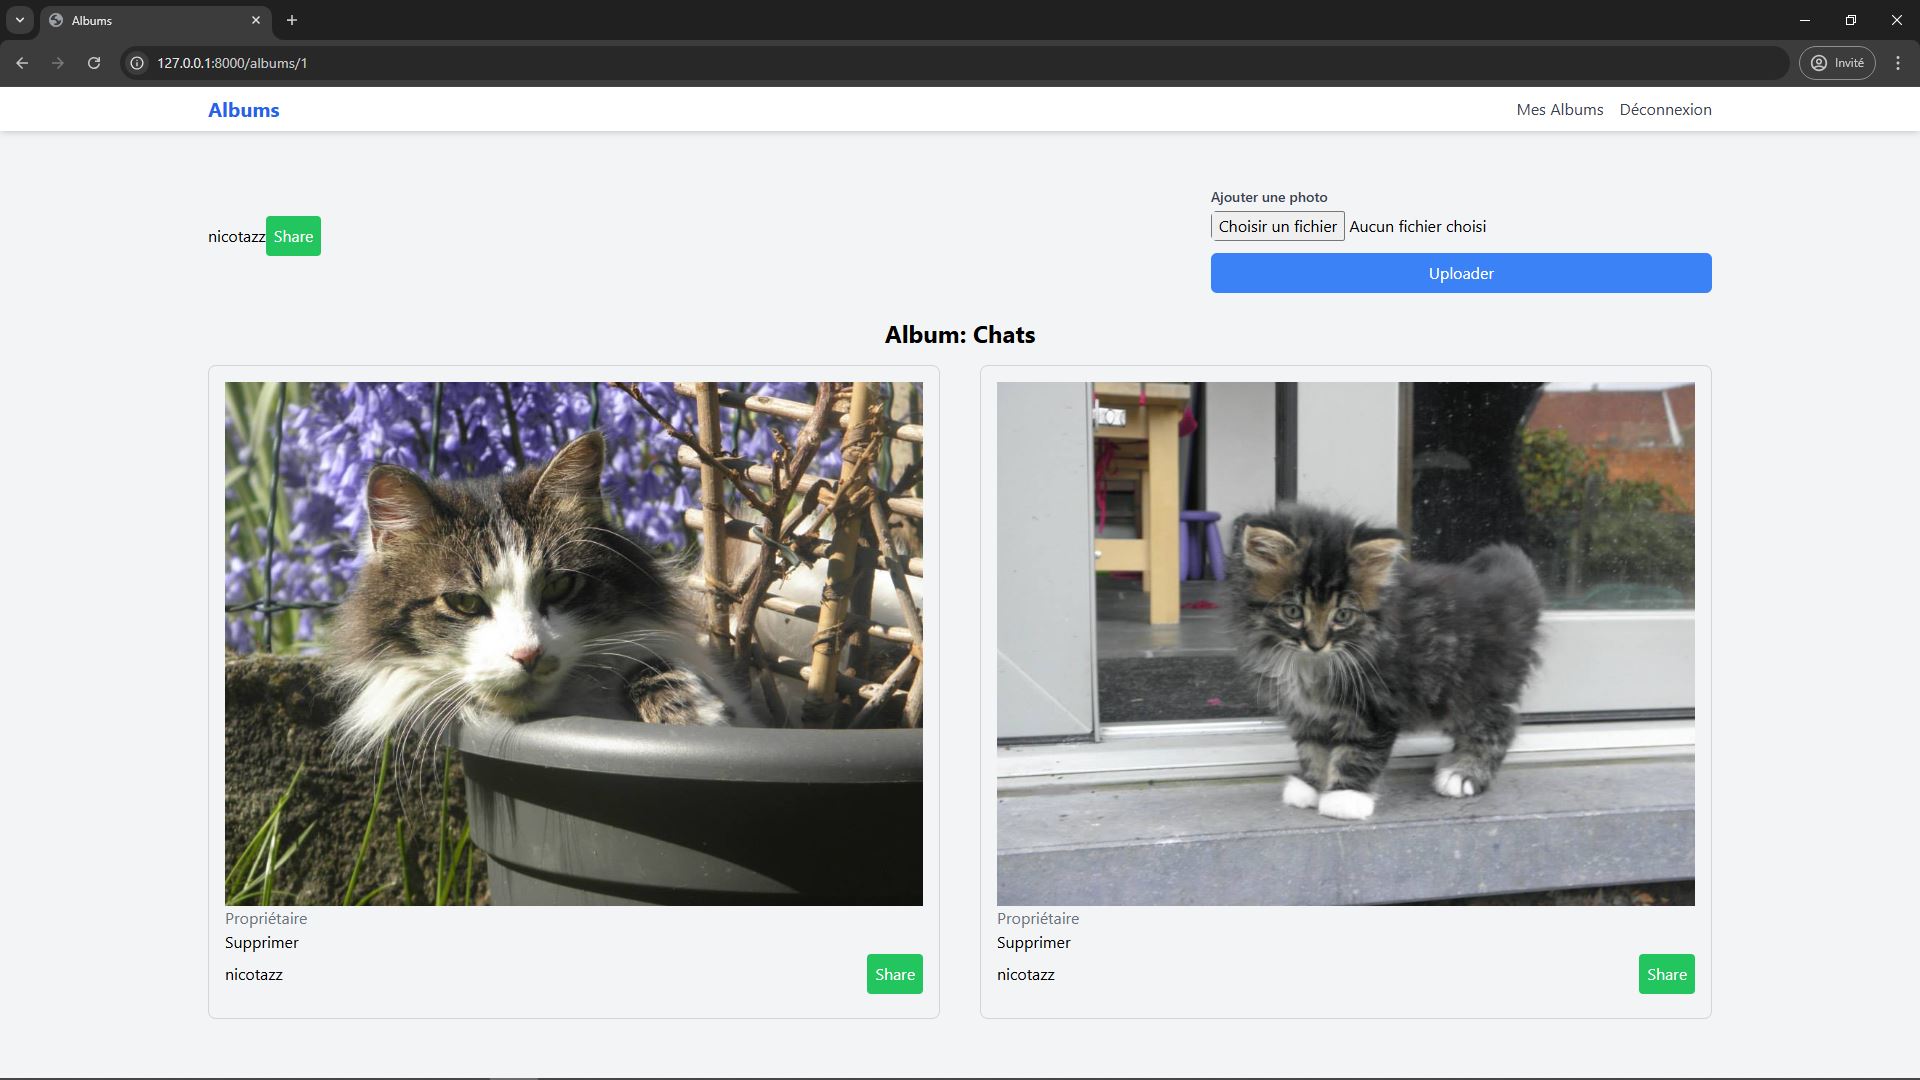 Albums
127.0.0.1:8000/albums/1
Invité
Albums
Mes Albums Déconnexion
Ajouter une photo
nicotazz Share
Choisir un fichier Aucun fichier choisi
Uploader
Album: Chats
Propriétaire
Supprimer
nicotazz Share
Propriétaire
Supprimer
nicotazz Share